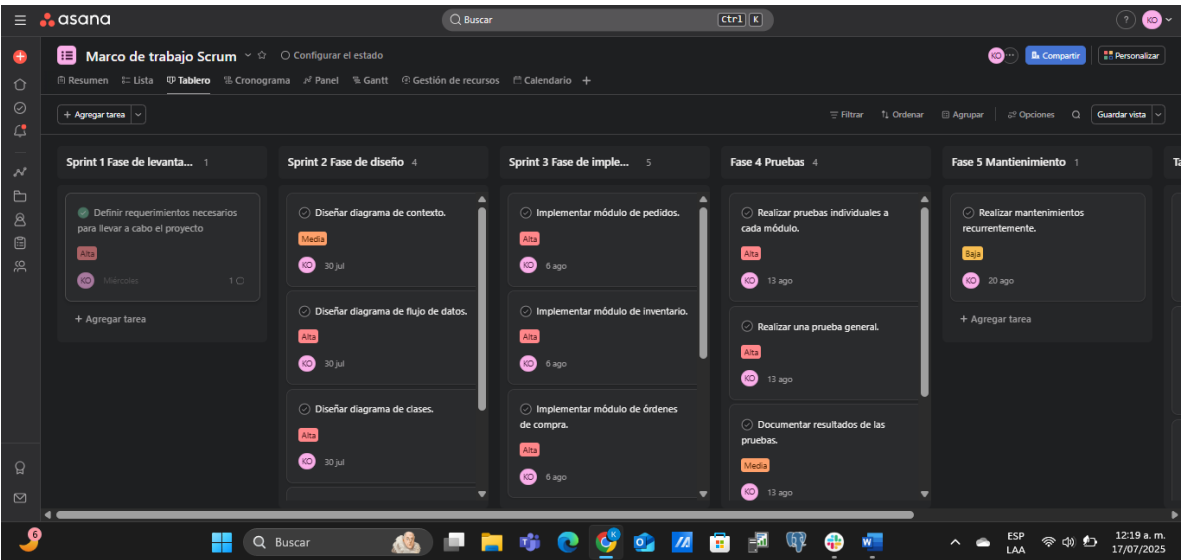 asana
Buscar
Ctrl K
?
KO
Marco de trabajo Scrum
Configurar el estado
KO
Compartir
Personalizar
Resumen
Lista
Tablero
Cronograma
Panel
Gantt
Gestión de recursos
Calendario
+
+ Agregar tarea
Filtrar
Ordenar
Agrupar
Opciones
Guardar vista
Sprint 1 Fase de levanta... 1
Definir requerimientos necesarios
para llevar a cabo el proyecto
Alta
KO
Miércoles
1
+ Agregar tarea
Sprint 2 Fase de diseño 4
Diseñar diagrama de contexto.
Media
KO
30 jul
Diseñar diagrama de flujo de datos.
Alta
KO
30 jul
Diseñar diagrama de clases.
Alta
KO
30 jul
Sprint 3 Fase de imple... 5
Implementar módulo de pedidos.
Alta
KO
6 ago
Implementar módulo de inventario.
Alta
KO
6 ago
Implementar módulo de órdenes
de compra.
Alta
KO
6 ago
Fase 4 Pruebas 4
Realizar pruebas individuales a
cada módulo.
Alta
KO
13 ago
Realizar una prueba general.
Alta
KO
13 ago
Documentar resultados de las
pruebas.
Media
KO
13 ago
Fase 5 Mantienimiento 1
Realizar mantenimientos
recurrentemente.
Baja
KO
20 ago
+ Agregar tarea
Ta
6
Buscar
K
ESP
LAA
12:19 a. m.
17/07/2025